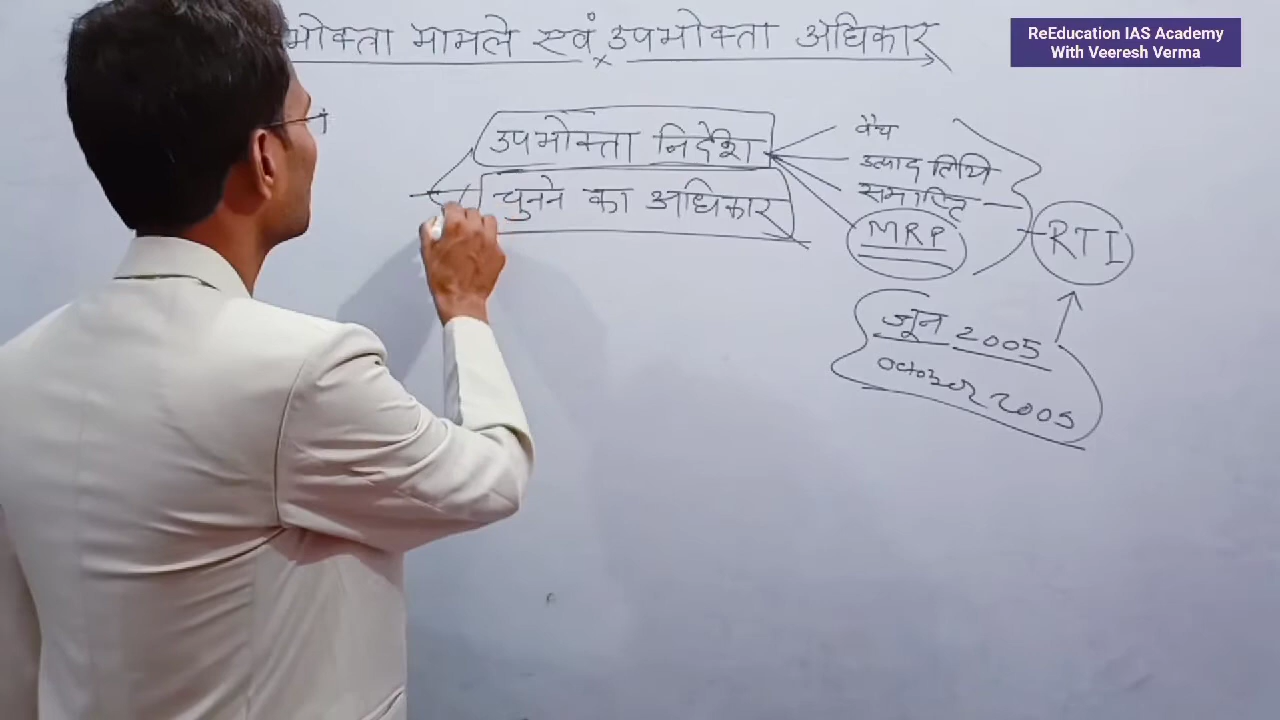 मोक्ता मामले एवं उपभोक्ता अधिकार
ReEducation IAS Academy
With Veeresh Verma
उपभोक्ता निर्देश
चुनने का अधिकार
बैच
उत्पाद तिथि
समाप्ति
MRP
RTI
जून 2005
October 2005